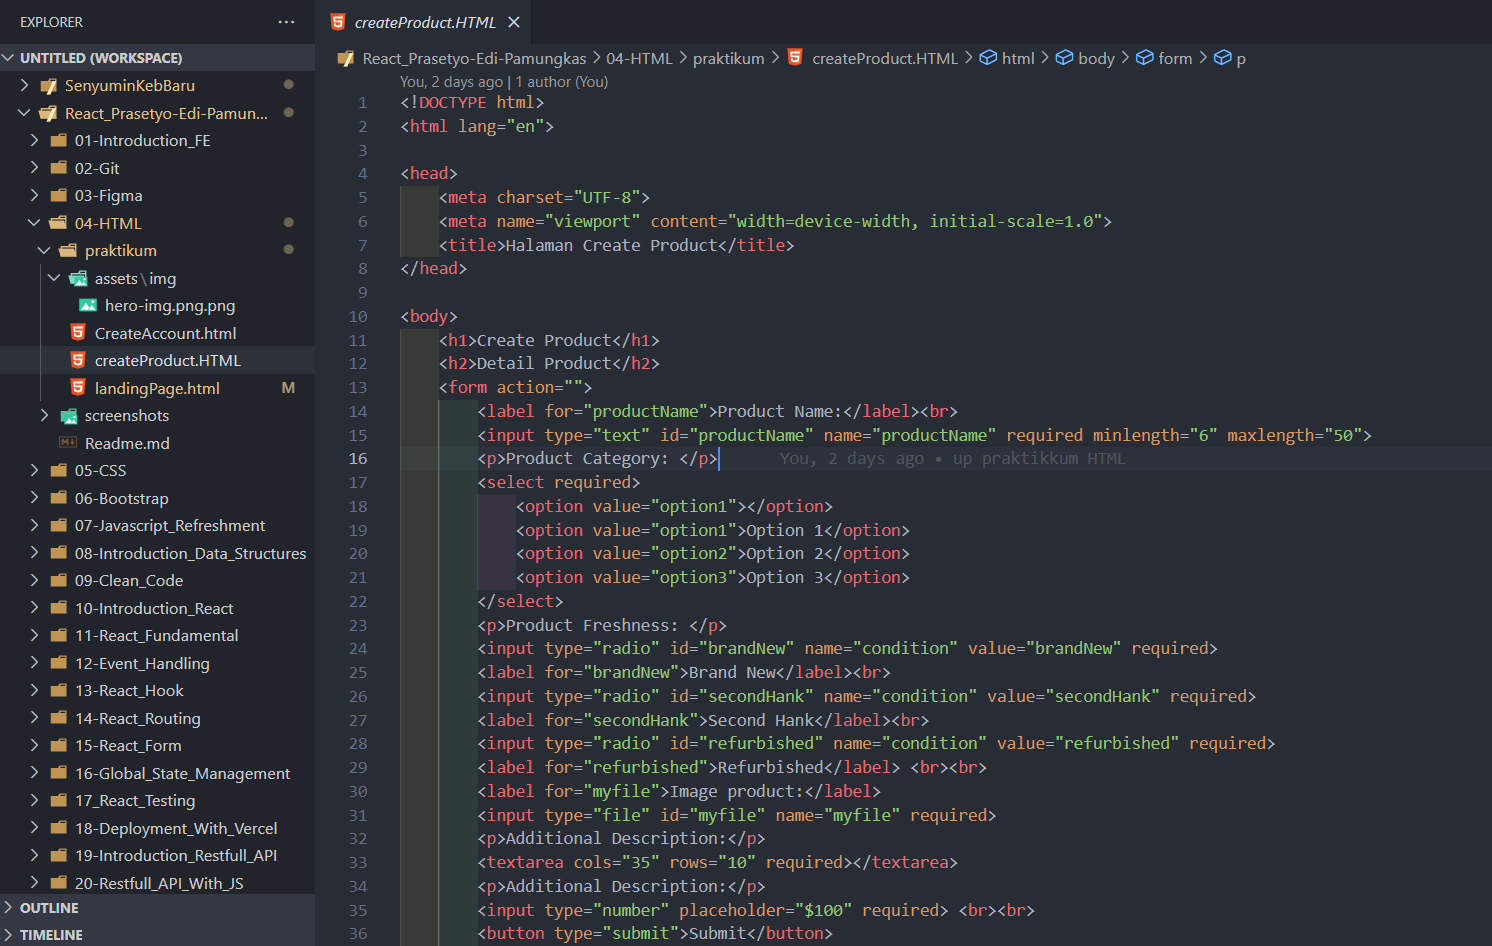 EXPLORER
UNTITLED (WORKSPACE)
SenyuminKebBaru
React_Prasetyo-Edi-Pamun...
01-Introduction_FE
02-Git
03-Figma
04-HTML
praktikum
assets\img
hero-img.png.png
CreateAccount.html
createProduct.HTML
landingPage.html M
screenshots
Readme.md
05-CSS
06-Bootstrap
07-Javascript_Refreshment
08-Introduction_Data_Structures
09-Clean_Code
10-Introduction_React
11-React_Fundamental
12-Event_Handling
13-React_Hook
14-React_Routing
15-React_Form
16-Global_State_Management
17_React_Testing
18-Deployment_With_Vercel
19-Introduction_Restfull_API
20-Restfull_API_With_JS
OUTLINE
TIMELINE
createProduct.HTML
React_Prasetyo-Edi-Pamungkas > 04-HTML > praktikum > createProduct.HTML > html > body > form > p
You, 2 days ago | 1 author (You)
1 <!DOCTYPE html>
2 <html lang="en">
3
4 <head>
5 <meta charset="UTF-8">
6 <meta name="viewport" content="width=device-width, initial-scale=1.0">
7 <title>Halaman Create Product</title>
8 </head>
9
10 <body>
11 <h1>Create Product</h1>
12 <h2>Detail Product</h2>
13 <form action="">
14 <label for="productName">Product Name:</label><br>
15 <input type="text" id="productName" name="productName" required minlength="6" maxlength="50">
16 <p>Product Category: </p> You, 2 days ago • up praktikkum HTML
17 <select required>
18 <option value="option1"></option>
19 <option value="option1">Option 1</option>
20 <option value="option2">Option 2</option>
21 <option value="option3">Option 3</option>
22 </select>
23 <p>Product Freshness: </p>
24 <input type="radio" id="brandNew" name="condition" value="brandNew" required>
25 <label for="brandNew">Brand New</label><br>
26 <input type="radio" id="secondHank" name="condition" value="secondHank" required>
27 <label for="secondHank">Second Hank</label><br>
28 <input type="radio" id="refurbished" name="condition" value="refurbished" required>
29 <label for="refurbished">Refurbished</label> <br><br>
30 <label for="myfile">Image product:</label>
31 <input type="file" id="myfile" name="myfile" required>
32 <p>Additional Description:</p>
33 <textarea cols="35" rows="10" required></textarea>
34 <p>Additional Description:</p>
35 <input type="number" placeholder="$100" required> <br><br>
36 <button type="submit">Submit</button>